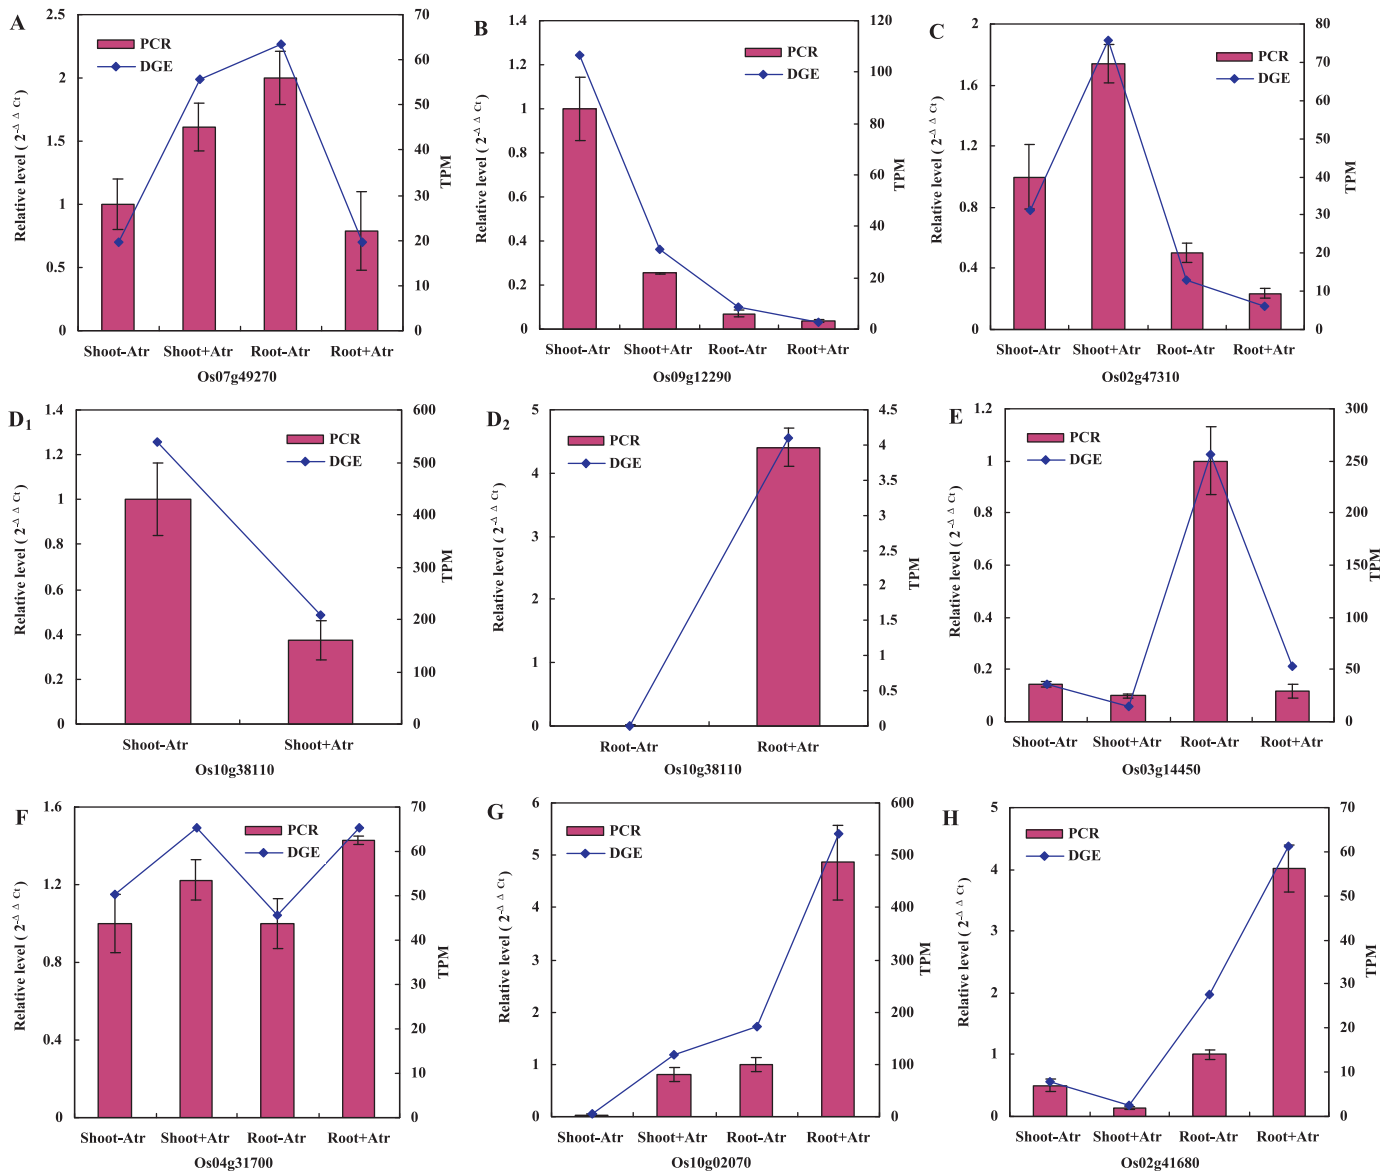 A
Relative level ( 2-Δ Δ Ct )
2.5
2
1.5
1
0.5
0
PCR
DGE
70
60
50
40
30
20
10
0
TPM
Shoot-Atr Shoot+Atr Root-Atr Root+Atr
Os07g49270
B
Relative level ( 2-Δ Δ Ct )
1.4
1.2
1
0.8
0.6
0.4
0.2
0
PCR
DGE
120
100
80
60
40
20
0
TPM
Shoot-Atr Shoot+Atr Root-Atr Root+Atr
Os09g12290
C
Relative level ( 2-Δ Δ Ct )
2
1.6
1.2
0.8
0.4
0
PCR
DGE
80
70
60
50
40
30
20
10
0
TPM
Shoot-Atr Shoot+Atr Root-Atr Root+Atr
Os02g47310
D1
Relative level ( 2-Δ Δ Ct )
1.4
1.2
1
0.8
0.6
0.4
0.2
0
PCR
DGE
600
500
400
300
200
100
0
TPM
Shoot-Atr Shoot+Atr
Os10g38110
D2
Relative level ( 2-Δ Δ Ct )
5
4
3
2
1
0
PCR
DGE
4.5
4
3.5
3
2.5
2
1.5
1
0.5
0
TPM
Root-Atr Root+Atr
Os10g38110
E
Relative level ( 2-Δ Δ Ct )
1.2
1
0.8
0.6
0.4
0.2
0
PCR
DGE
300
250
200
150
100
50
0
TPM
Shoot-Atr Shoot+Atr Root-Atr Root+Atr
Os03g14450
F
Relative level ( 2-Δ Δ Ct )
1.6
1.2
0.8
0.4
0
PCR
DGE
70
60
50
40
30
20
10
0
TPM
Shoot-Atr Shoot+Atr Root-Atr Root+Atr
Os04g31700
G
Relative level ( 2-Δ Δ Ct )
6
5
4
3
2
1
0
PCR
DGE
600
500
400
300
200
100
0
TPM
Shoot-Atr Shoot+Atr Root-Atr Root+Atr
Os10g02070
H
Relative level ( 2-Δ Δ Ct )
5
4
3
2
1
0
PCR
DGE
70
60
50
40
30
20
10
0
TPM
Shoot-Atr Shoot+Atr Root-Atr Root+Atr
Os02g41680